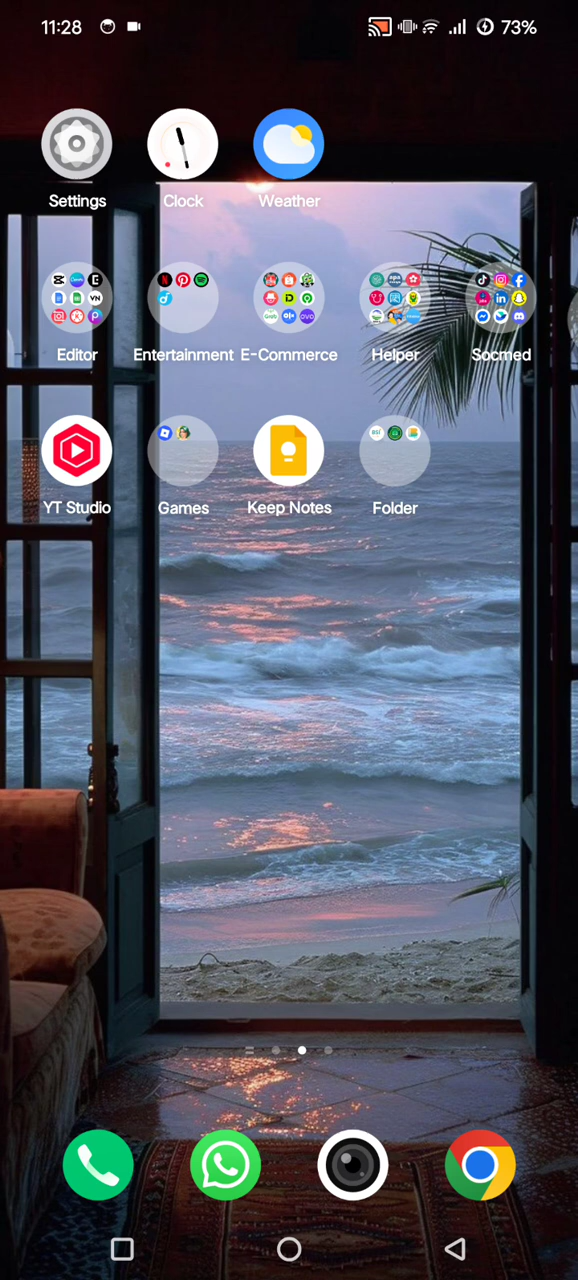 11:28
73%
Settings
Clock
Weather
Editor
Entertainment
E-Commerce
Helper
Socmed
YT Studio
Games
Keep Notes
Folder